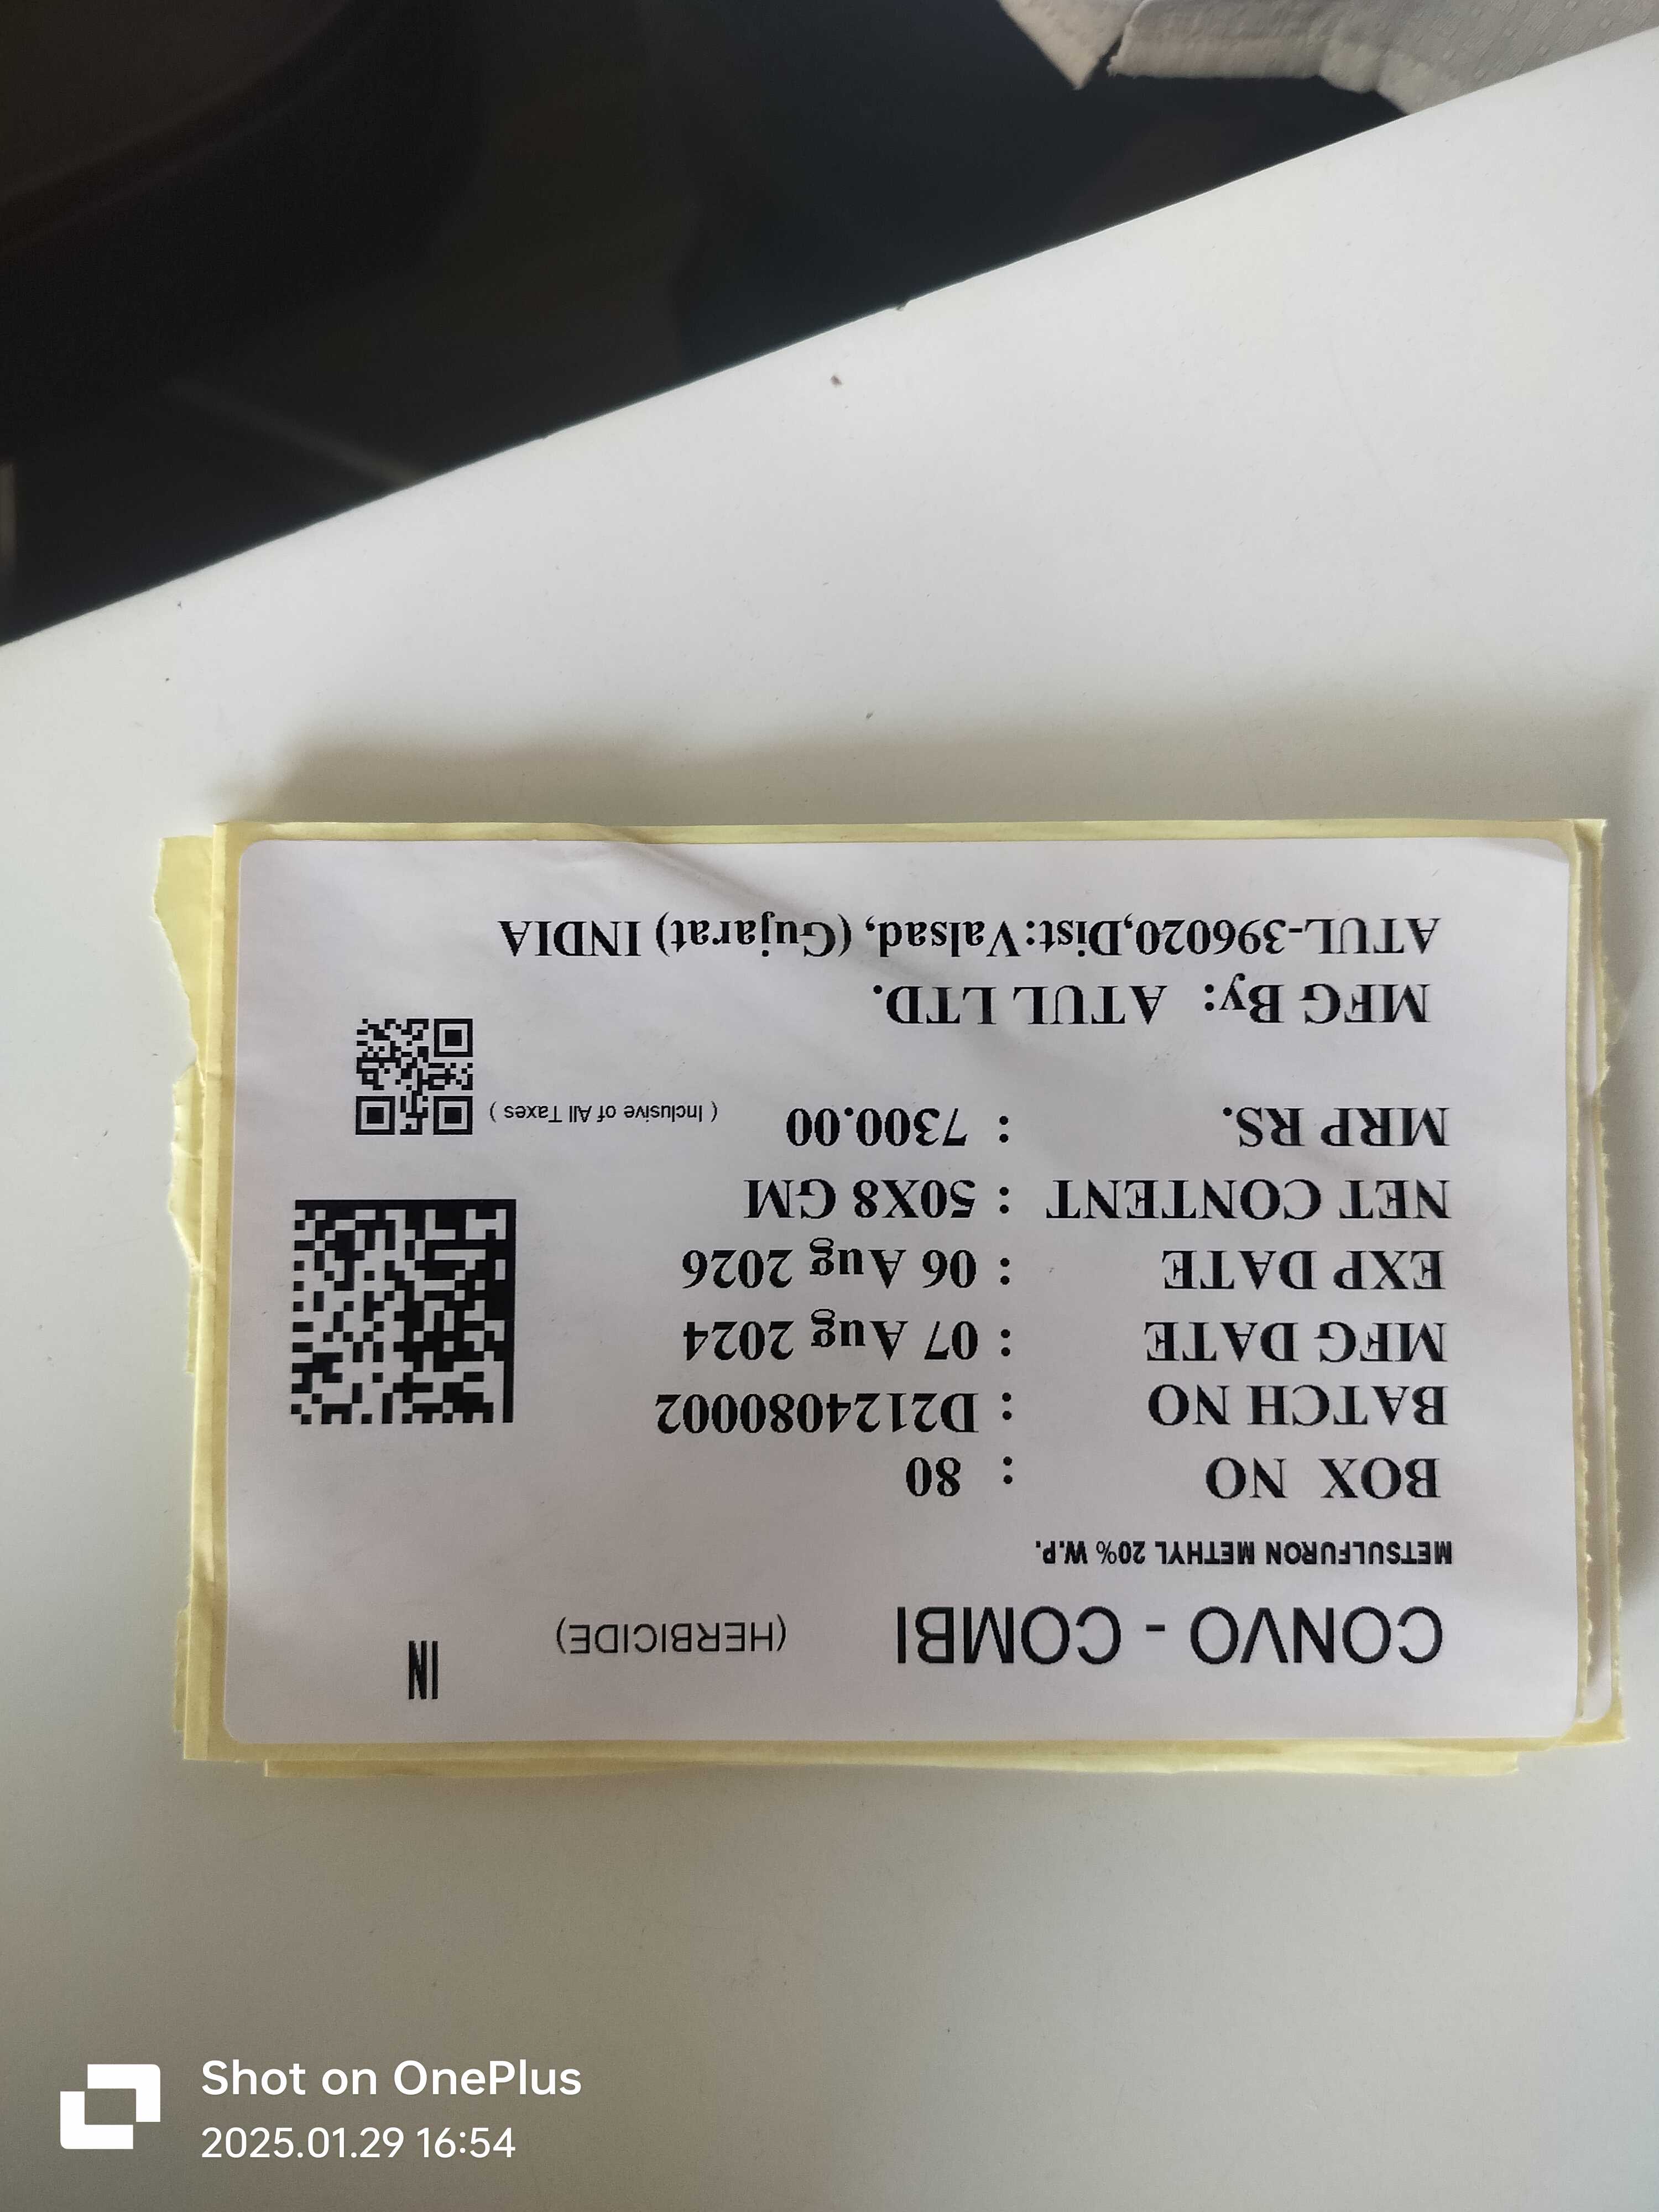 CONVO - COMBI (HERBICIDE) IN
METSULFURON METHYL 20% W.P.
BOX NO : 80
BATCH NO : D2124080002
MFG DATE : 07 Aug 2024
EXP DATE : 06 Aug 2026
NET CONTENT : 50X8 GM
MRP RS. : 7300.00 ( Inclusive of All Taxes )
MFG By: ATUL LTD.
ATUL-396020,Dist:Valsad, (Gujarat) INDIA
Shot on OnePlus
2025.01.29 16:54